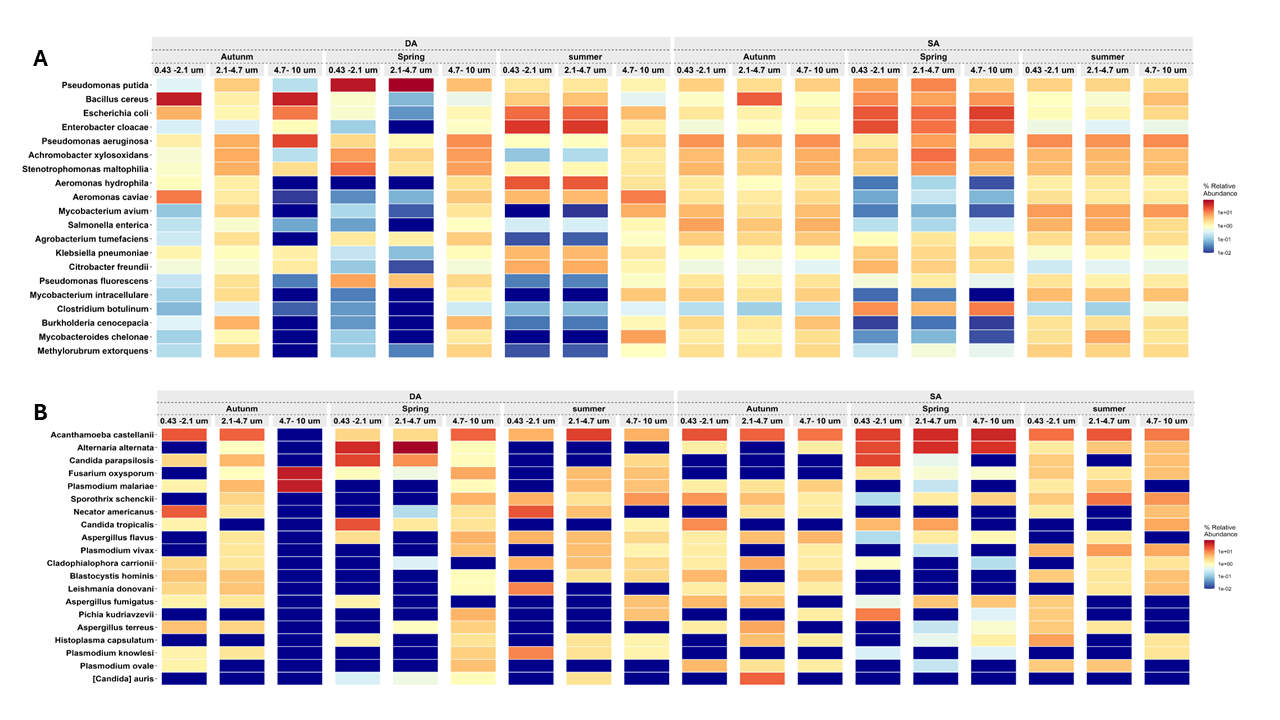 A
DA SA
Autunm Spring summer Autunm Spring summer
0.43 -2.1 um 2.1-4.7 um 4.7- 10 um 0.43 -2.1 um 2.1-4.7 um 4.7- 10 um 0.43 -2.1 um 2.1-4.7 um 4.7- 10 um 0.43 -2.1 um 2.1-4.7 um 4.7- 10 um 0.43 -2.1 um 2.1-4.7 um 4.7- 10 um 0.43 -2.1 um 2.1-4.7 um 4.7- 10 um
Pseudomonas putida
Bacillus cereus
Escherichia coli
Enterobacter cloacae
Pseudomonas aeruginosa
Achromobacter xylosoxidans
Stenotrophomonas maltophilia
Aeromonas hydrophila
Aeromonas caviae
Mycobacterium avium
Salmonella enterica
Agrobacterium tumefaciens
Klebsiella pneumoniae
Citrobacter freundii
Pseudomonas fluorescens
Mycobacterium intracellulare
Clostridium botulinum
Burkholderia cenocepacia
Mycobacteroides chelonae
Methylorubrum extorquens
% Relative
Abundance
1e+01
1e+00
1e-01
1e-02
B
DA SA
Autunm Spring summer Autunm Spring summer
0.43 -2.1 um 2.1-4.7 um 4.7- 10 um 0.43 -2.1 um 2.1-4.7 um 4.7- 10 um 0.43 -2.1 um 2.1-4.7 um 4.7- 10 um 0.43 -2.1 um 2.1-4.7 um 4.7- 10 um 0.43 -2.1 um 2.1-4.7 um 4.7- 10 um 0.43 -2.1 um 2.1-4.7 um 4.7- 10 um
Acanthamoeba castellanii
Alternaria alternata
Candida parapsilosis
Fusarium oxysporum
Plasmodium malariae
Sporothrix schenckii
Necator americanus
Candida tropicalis
Aspergillus flavus
Plasmodium vivax
Cladophialophora carrionii
Blastocystis hominis
Leishmania donovani
Aspergillus fumigatus
Pichia kudriavzevii
Aspergillus terreus
Histoplasma capsulatum
Plasmodium knowlesi
Plasmodium ovale
[Candida] auris
% Relative
Abundance
1e+01
1e+00
1e-01
1e-02